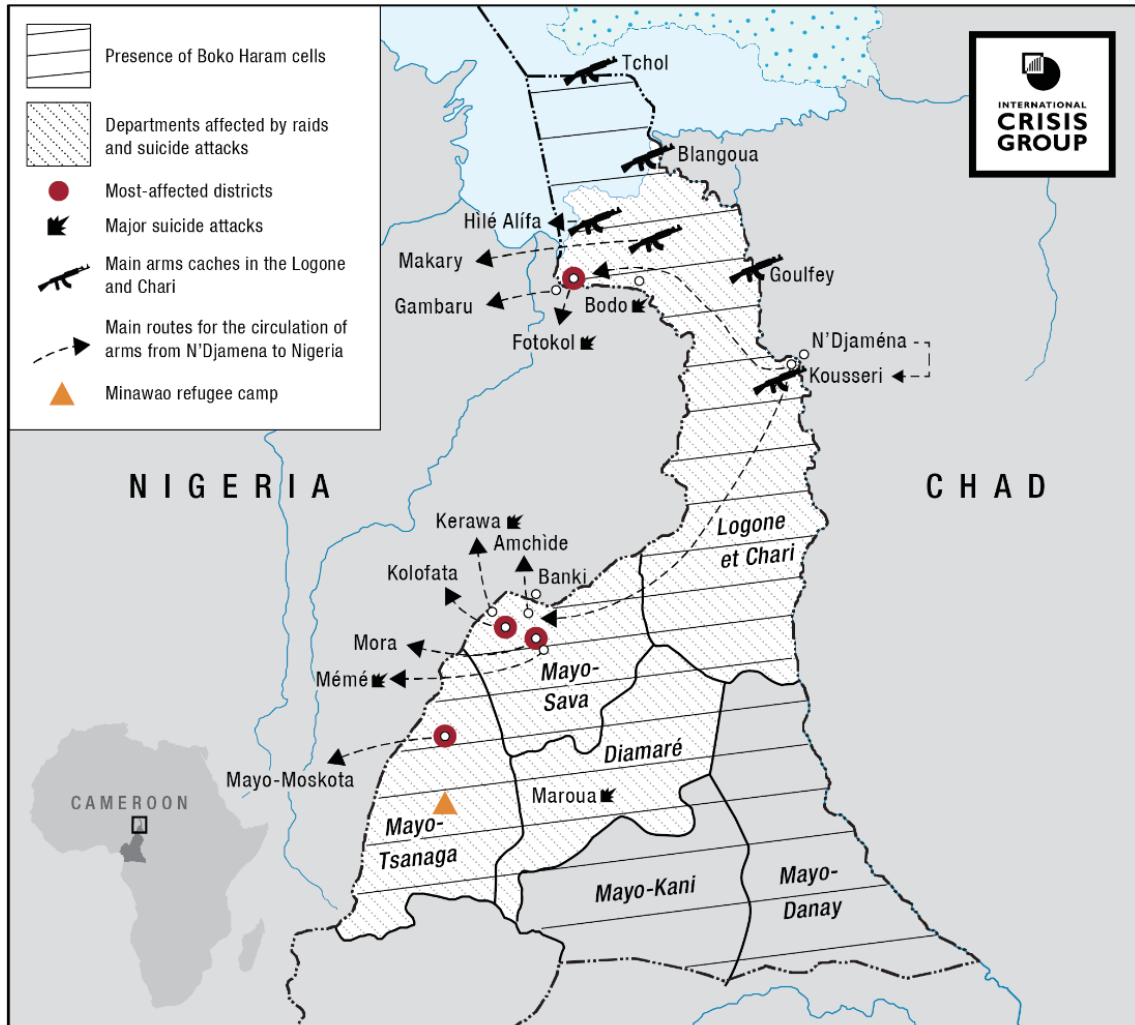 Presence of Boko Haram cells
Departments affected by raids
and suicide attacks
Most-affected districts
Major suicide attacks
Main arms caches in the Logone
and Chari
Main routes for the circulation of
arms from N'Djamena to Nigeria
Minawao refugee camp
INTERNATIONAL
CRISIS
GROUP
Tchol
Blangoua
Hìlé Alífa
Makary
Goulfey
Gambaru
Bodo
Fotokol
N'Djaména
Kousseri
NIGERIA
CHAD
Logone
et Chari
Kerawa
Amchìde
Kolofata
Banki
Mora
Mémé
Mayo-
Sava
Diamaré
Mayo-Moskota
Maroua
CAMEROON
Mayo-
Tsanaga
Mayo-Kani
Mayo-
Danay